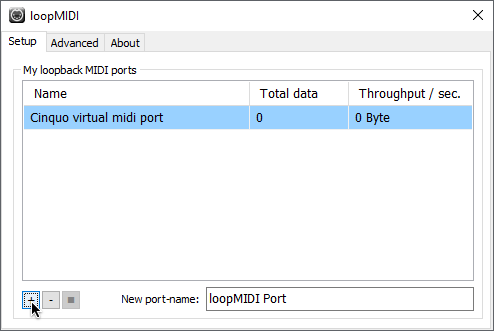 loopMIDI
Setup Advanced About
My loopback MIDI ports
Name Total data Throughput / sec.
Cinquo virtual midi port 0 0 Byte
+ - New port-name: loopMIDI Port